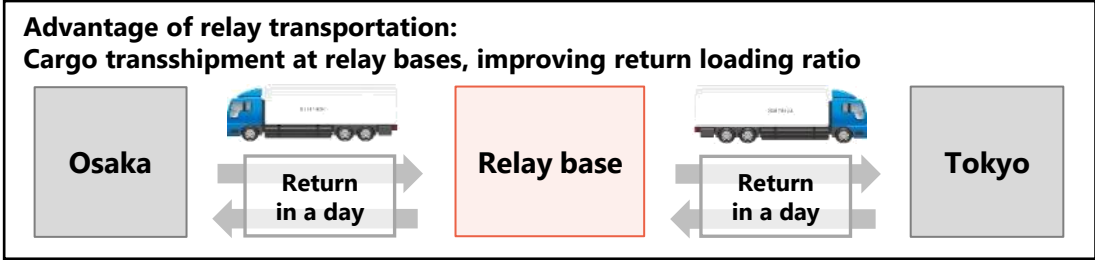 Advantage of relay transportation:
Cargo transshipment at relay bases, improving return loading ratio
Osaka
Return
in a day
Relay base
Return
in a day
Tokyo